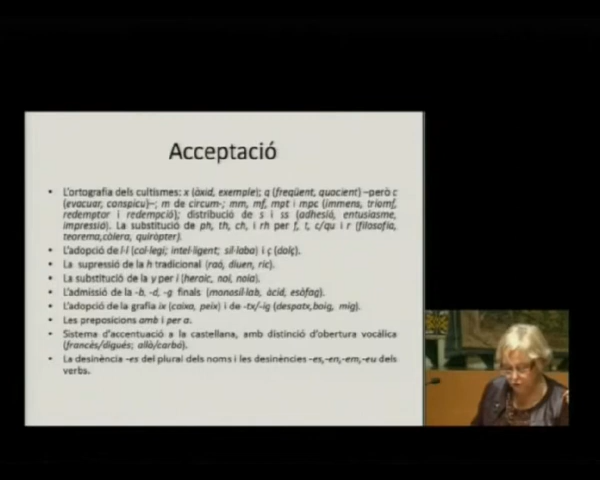 Acceptació
• L'ortografia dels cultismes: x (òxid, exemple); q (freqüent, quocient) –però c
(evacuar, conspicu)–; m de circum-; mm, mf, mpt i mpc (immens, triomf,
redemptor i redempció); distribució de s i ss (adhesió, entusiasme,
impressió). La substitució de ph, th, ch, i rh per f, t, c/qu i r (filosofia,
teorema,còlera, quiròpter).
• L'adopció de l·l (col·legi; intel·ligent; síl·laba) i ç (dolç).
• La supressió de la h tradicional (raó, diuen, ric).
• La substitució de la y per i (heroic, noi, noia).
• L'admissió de la -b, -d, -g finals (monosíl·lab, àcid, esòfag).
• L'adopció de la grafia ix (caixa, peix) i de -tx/-ig (despatx,boig, mig).
• Les preposicions amb i per a.
• Sistema d'accentuació a la castellana, amb distinció d'obertura vocàlica
(francès/digués; allò/carbó).
• La desinència -es del plural dels noms i les desinències -es,-en,-em,-eu dels
verbs.